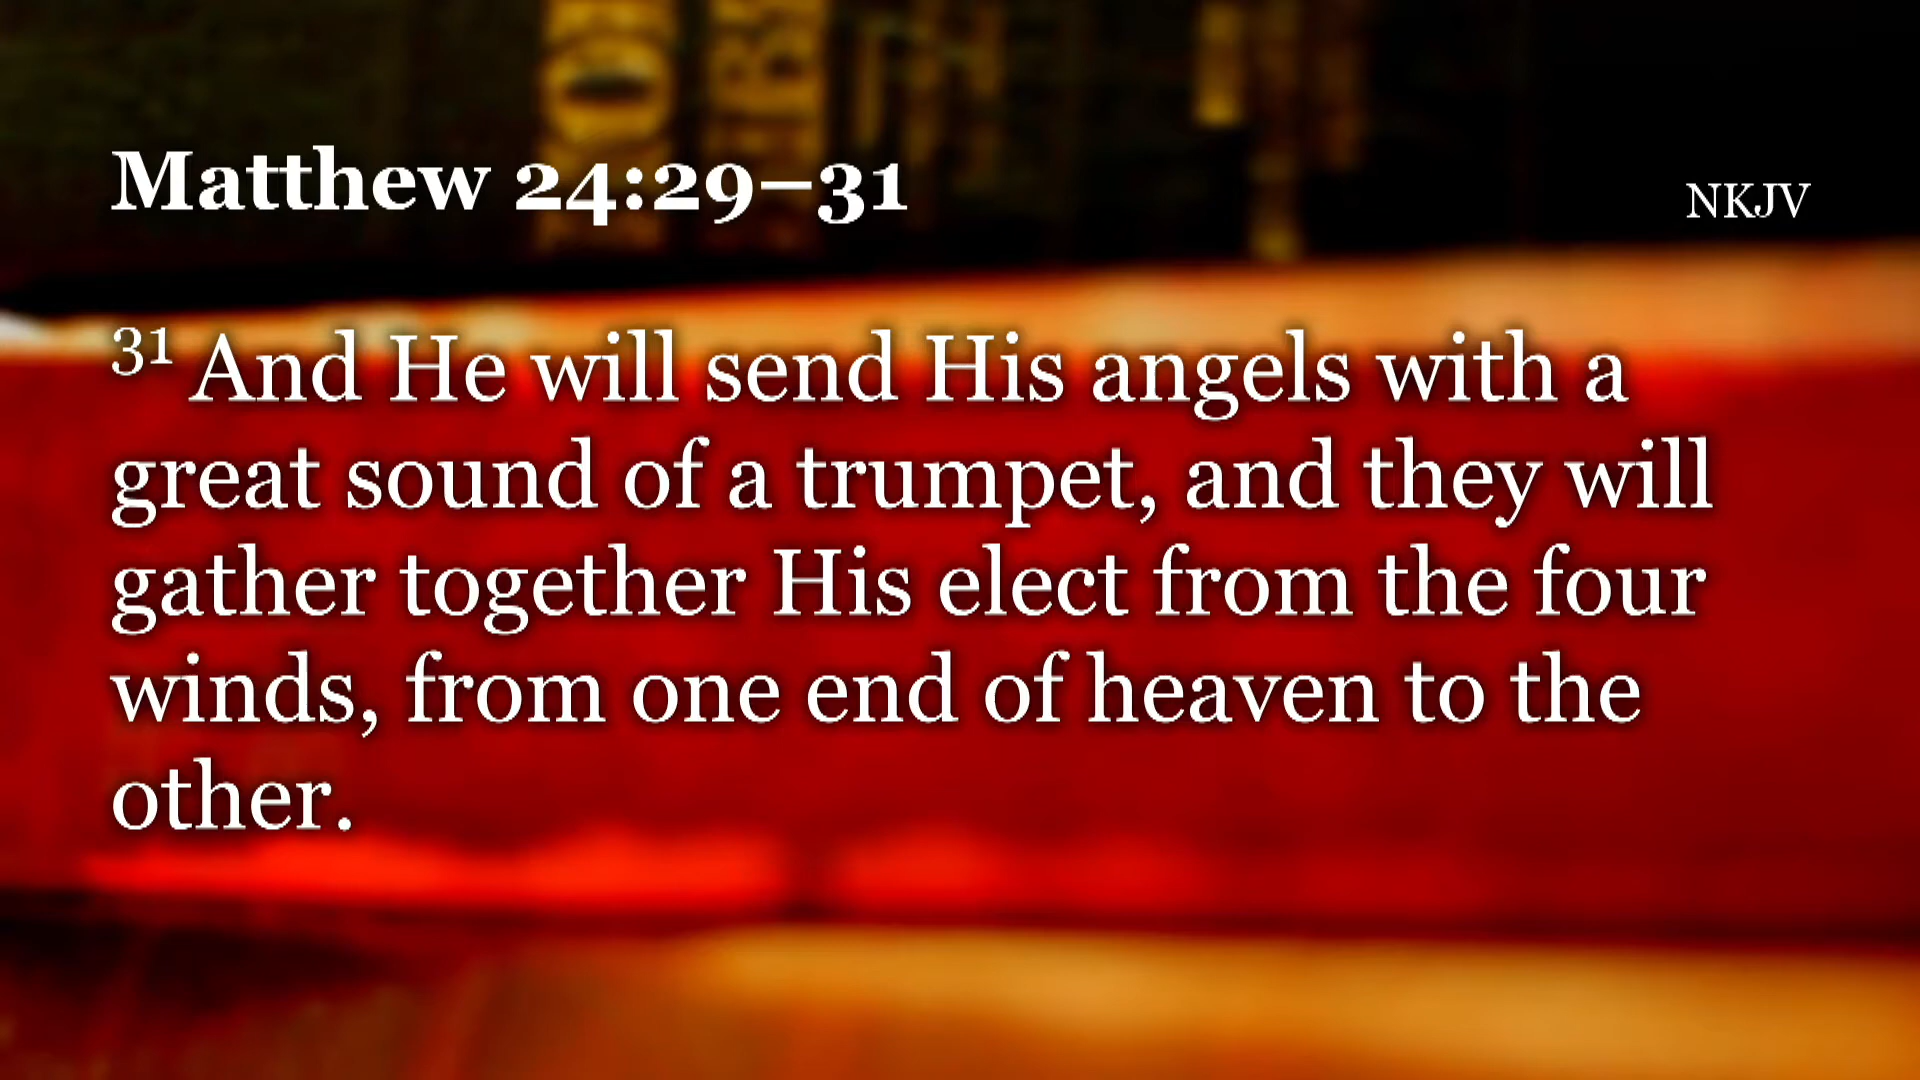 Matthew 24:29–31
NKJV
31 And He will send His angels with a
great sound of a trumpet, and they will
gather together His elect from the four
winds, from one end of heaven to the
other.